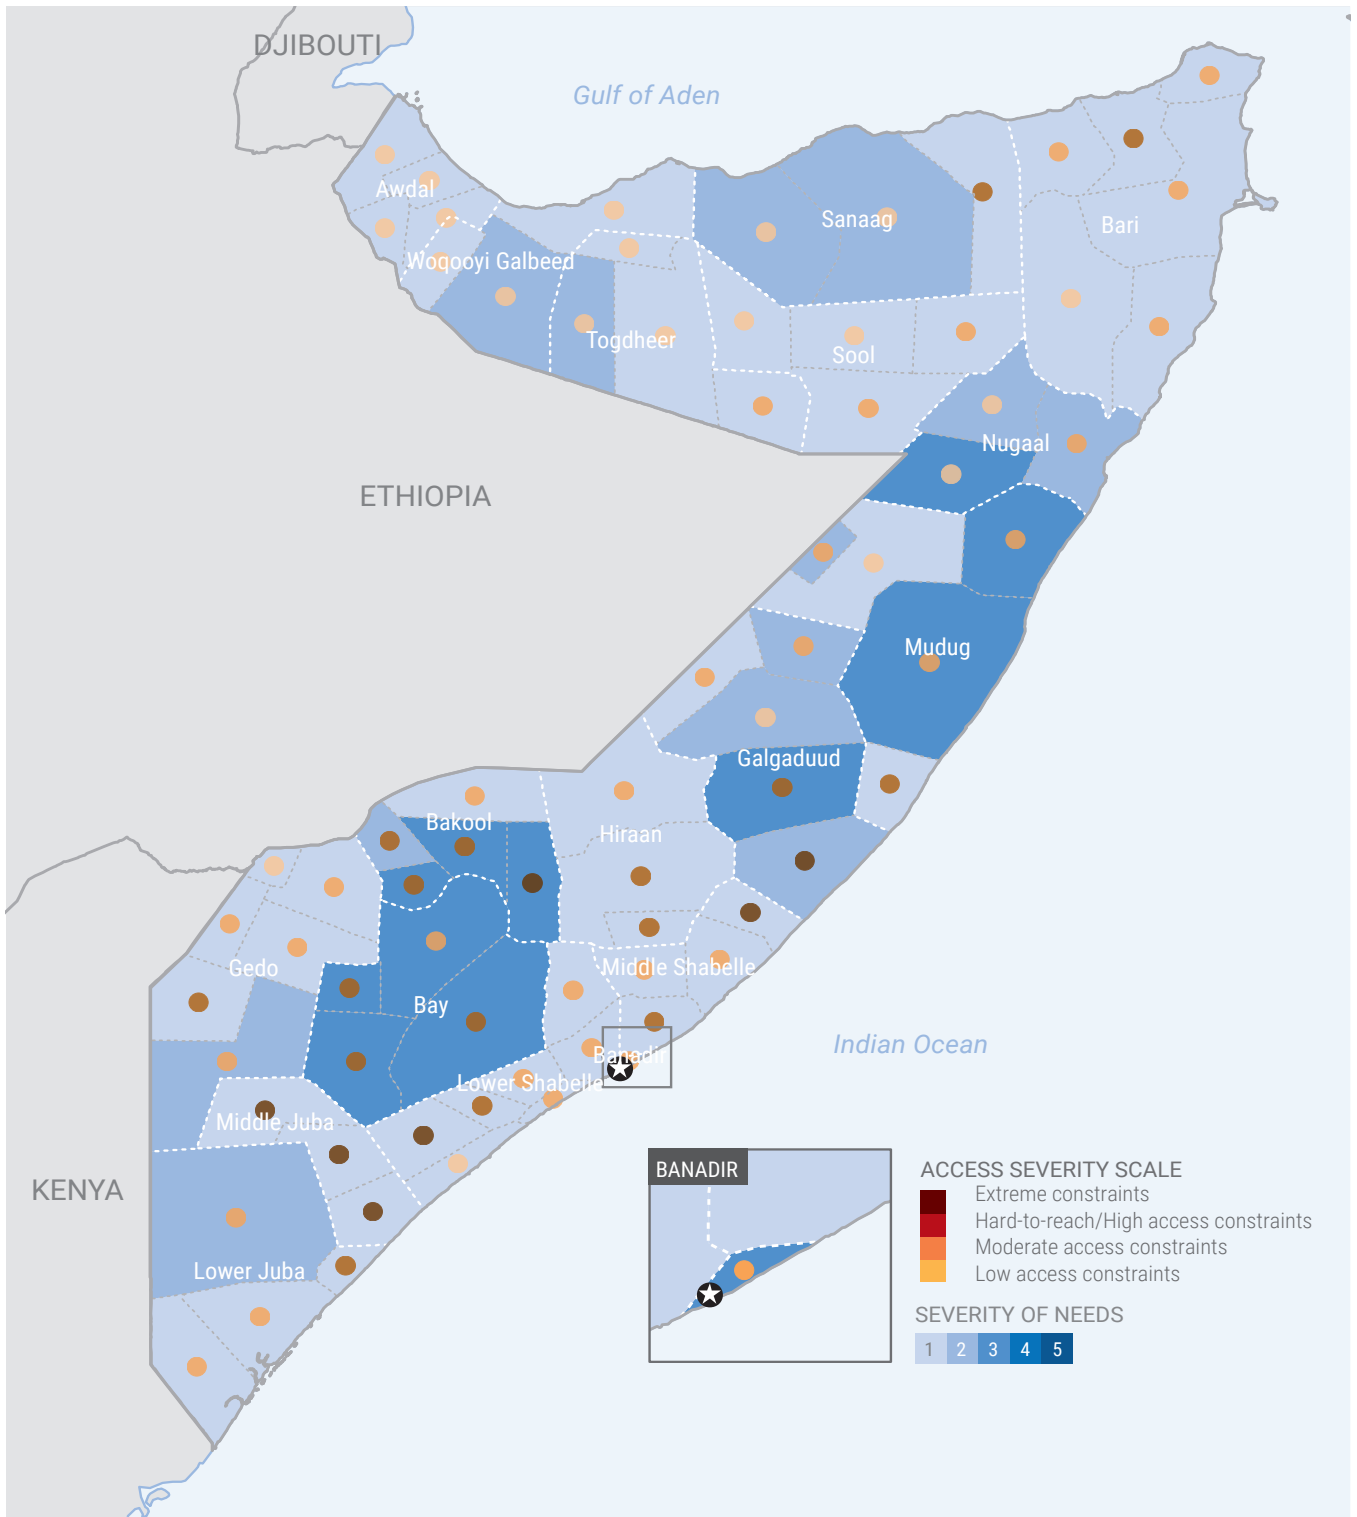 DJIBOUTI
Gulf of Aden
Awdal
Sanaag
Bari
Woqooyi Galbeed
Togdheer
Sool
Nugaal
ETHIOPIA
Mudug
Galgaduud
Bakool
Hiraan
Gedo
Middle Shabelle
Bay
Indian Ocean
Banadir
Lower Shabelle
Middle Juba
KENYA
Lower Juba
BANADIR
ACCESS SEVERITY SCALE
Extreme constraints
Hard-to-reach/High access constraints
Moderate access constraints
Low access constraints
SEVERITY OF NEEDS
1 2 3 4 5